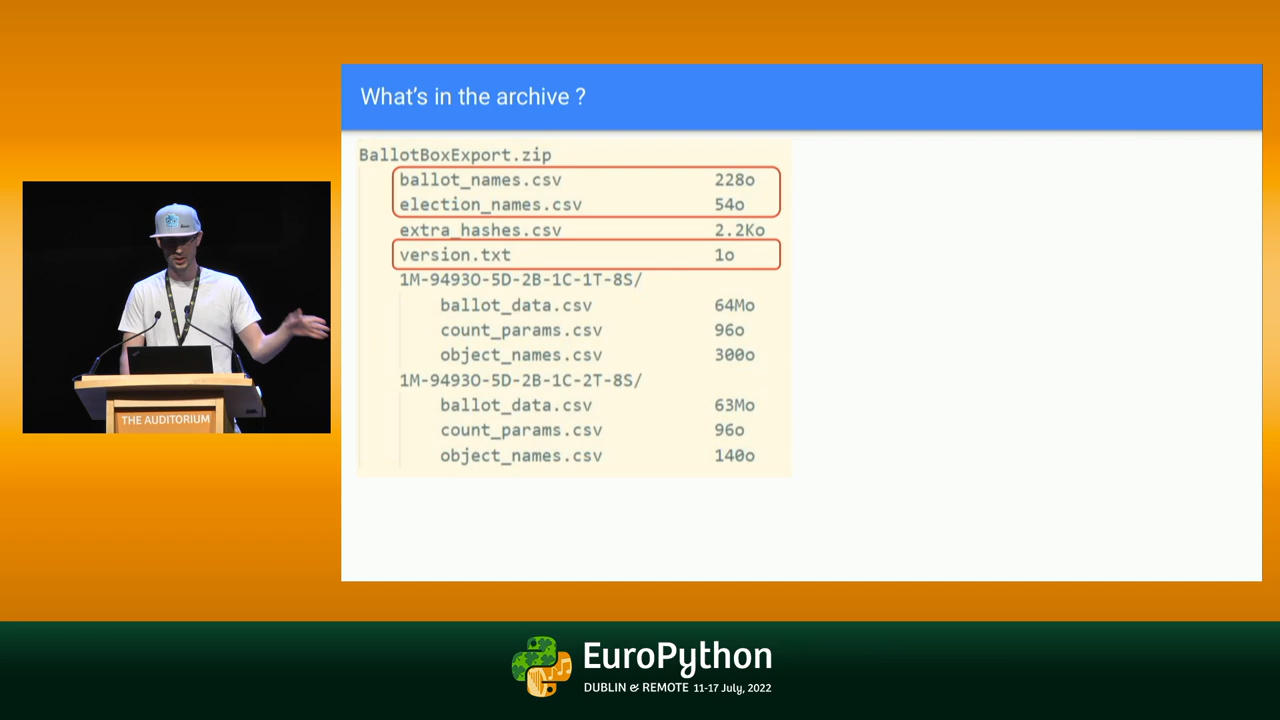 What's in the archive ?
BallotBoxExport.zip
ballot_names.csv 228o
election_names.csv 54o
extra_hashes.csv 2.2Ko
version.txt 1o
1M-9493O-5D-2B-1C-1T-8S/
ballot_data.csv 64Mo
count_params.csv 96o
object_names.csv 300o
1M-9493O-5D-2B-1C-2T-8S/
ballot_data.csv 63Mo
count_params.csv 96o
object_names.csv 140o
THE AUDITORIUM
EuroPython
DUBLIN & REMOTE 11-17 July, 2022